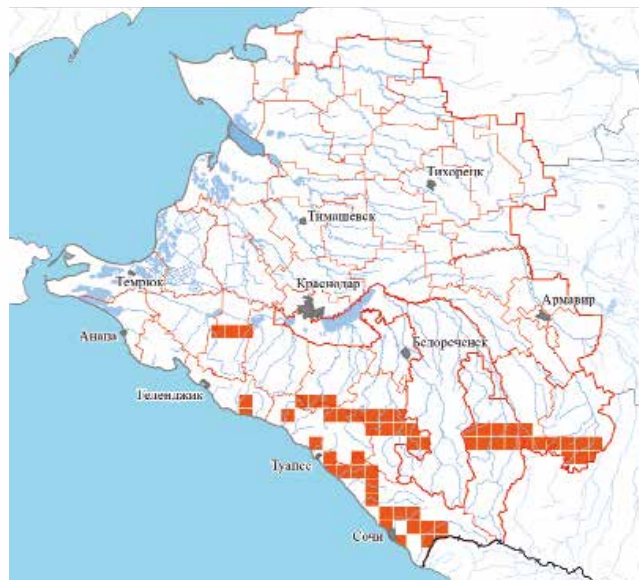 Тихорецк
Тимашевск
Темрюк
Краснодар
Армавир
Анапа
Белореченск
Геленджик
Туапсе
Сочи